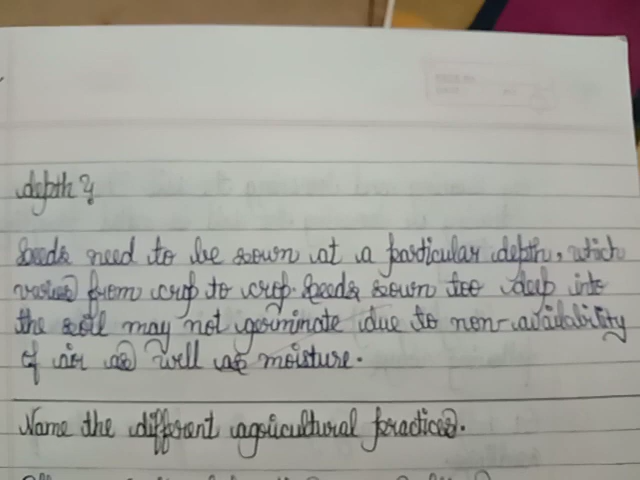 depth?
Seeds need to be sown at a particular depth, which
varies from crop to crop. Seeds sown too deep into
the soil may not germinate due to non-availability
of air as well as moisture.
Name the different agricultural practices.